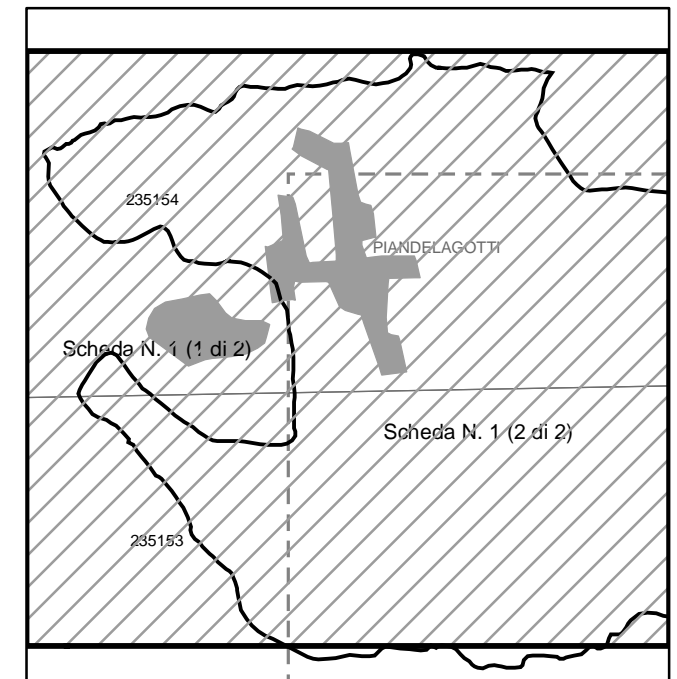 235154
PIANDELAGOTTI
Scheda N. 1 (1 di 2)
Scheda N. 1 (2 di 2)
235153